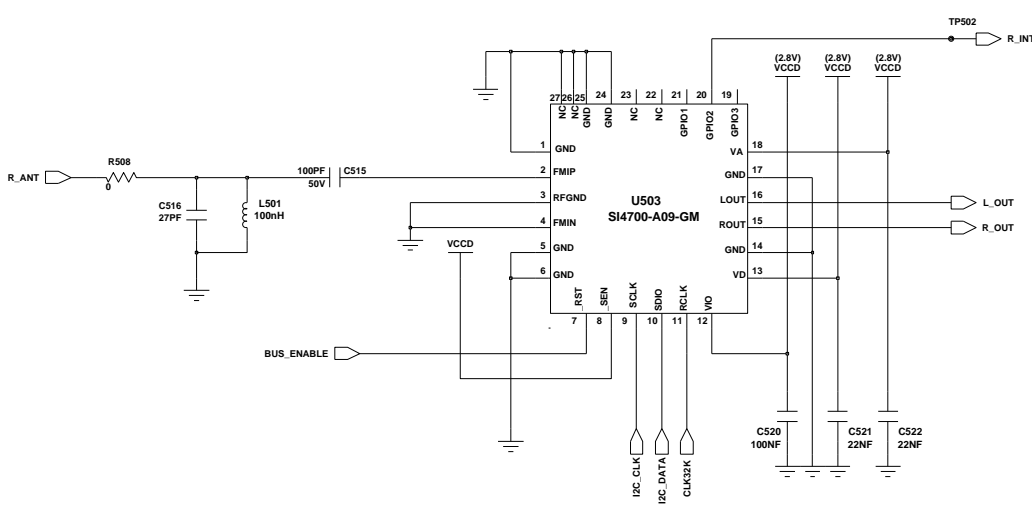 TP502
R_INT
(2.8V) (2.8V) (2.8V)
VCCD VCCD VCCD
27 26 25 24 23 22 21 20 19
NC NC GND GND NC NC GPIO1 GPIO2 GPIO3
1 GND
VA 18
R508
R_ANT
0
100PF C515
50V
2 FMIP
GND 17
C516
27PF
L501
100nH
3 RFGND
U503
SI4700-A09-GM
LOUT 16
L_OUT
4 FMIN
ROUT 15
R_OUT
VCCD
5 GND
GND 14
6 GND
VD 13
_RST _SEN SCLK SDIO RCLK VIO
7 8 9 10 11 12
BUS_ENABLE
C520
100NF
C521
22NF
C522
22NF
I2C_CLK
I2C_DATA
CLK32K